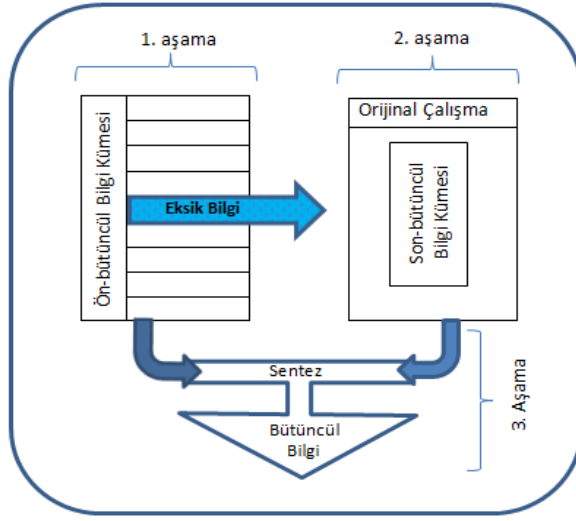 1. aşama
2. aşama
Ön-bütüncül Bilgi Kümesi
Eksik Bilgi
Orijinal Çalışma
Son-bütüncül
Bilgi Kümesi
Sentez
Bütüncül
Bilgi
3. Aşama